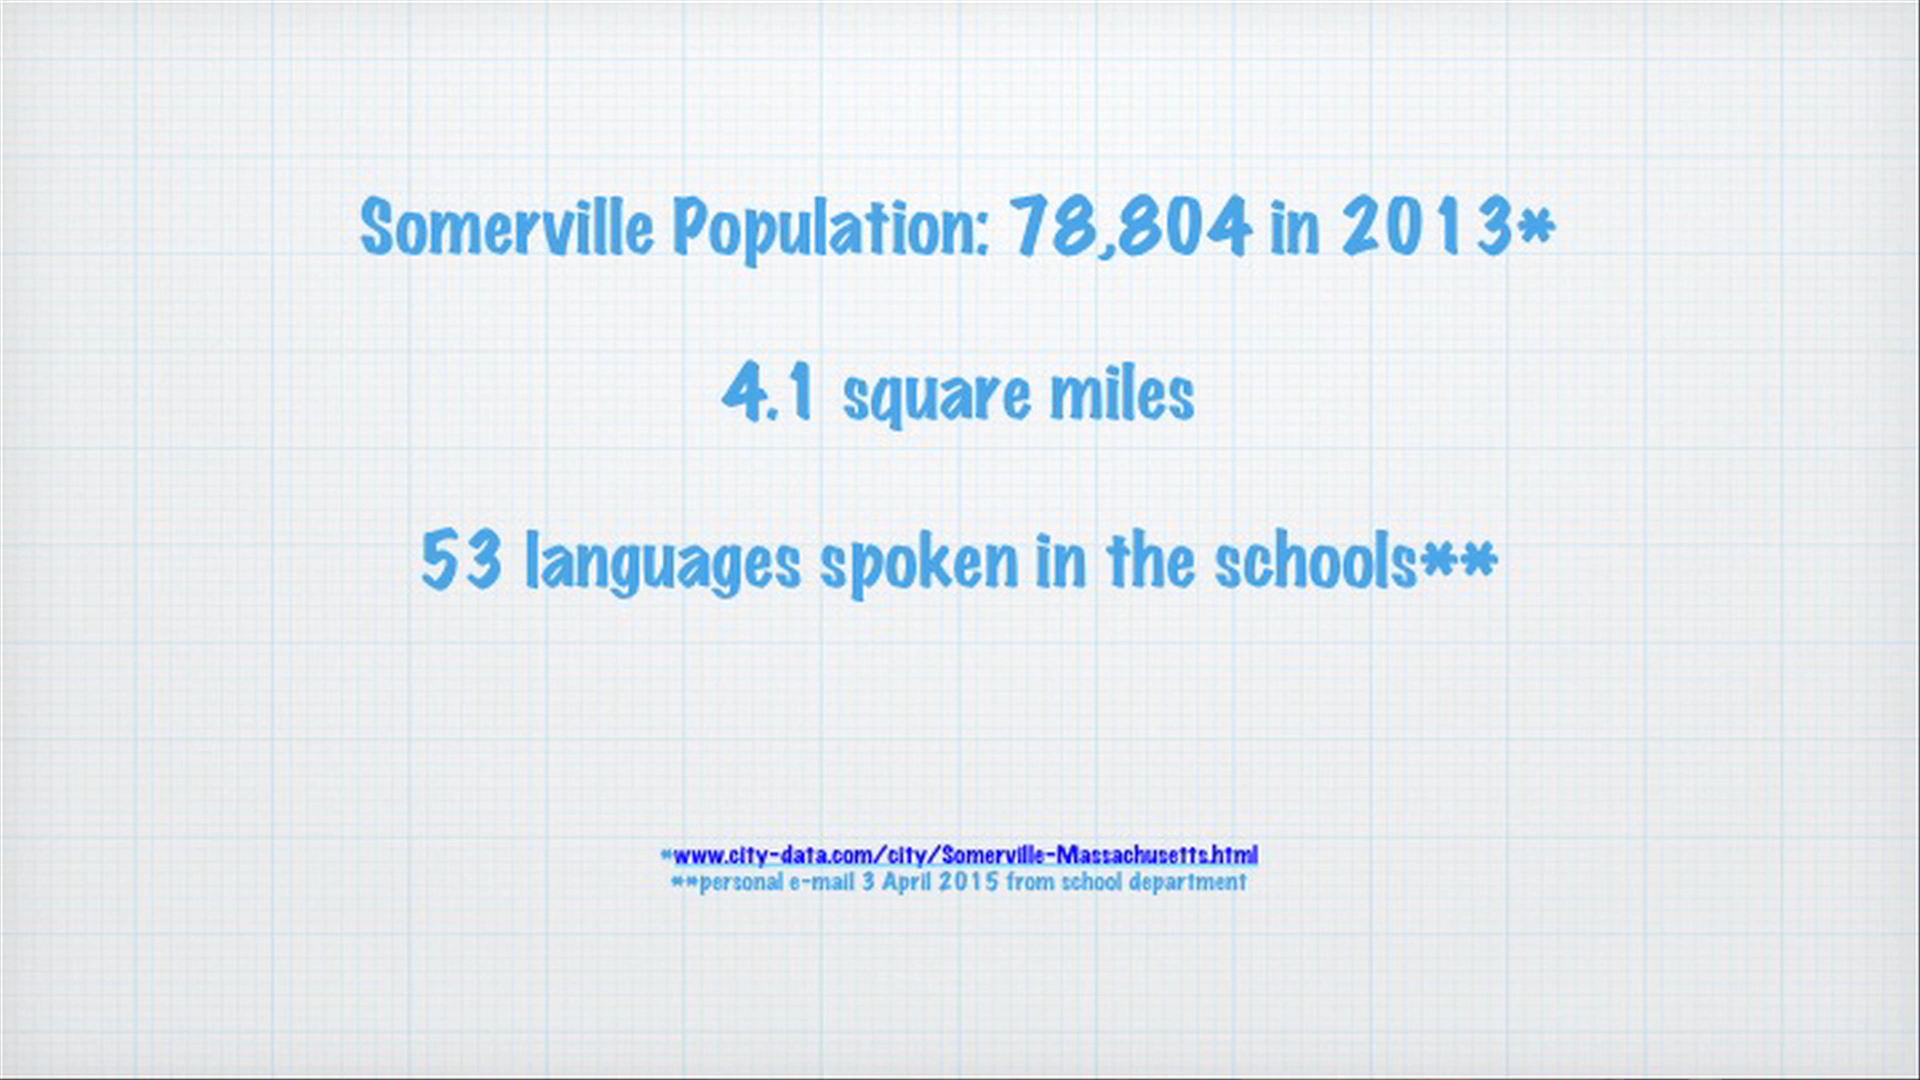 Somerville Population: 78,804 in 2013*
4.1 square miles
53 languages spoken in the schools**
*www.city-data.com/city/Somerville-Massachusetts.html
**personal e-mail 3 April 2015 from school department